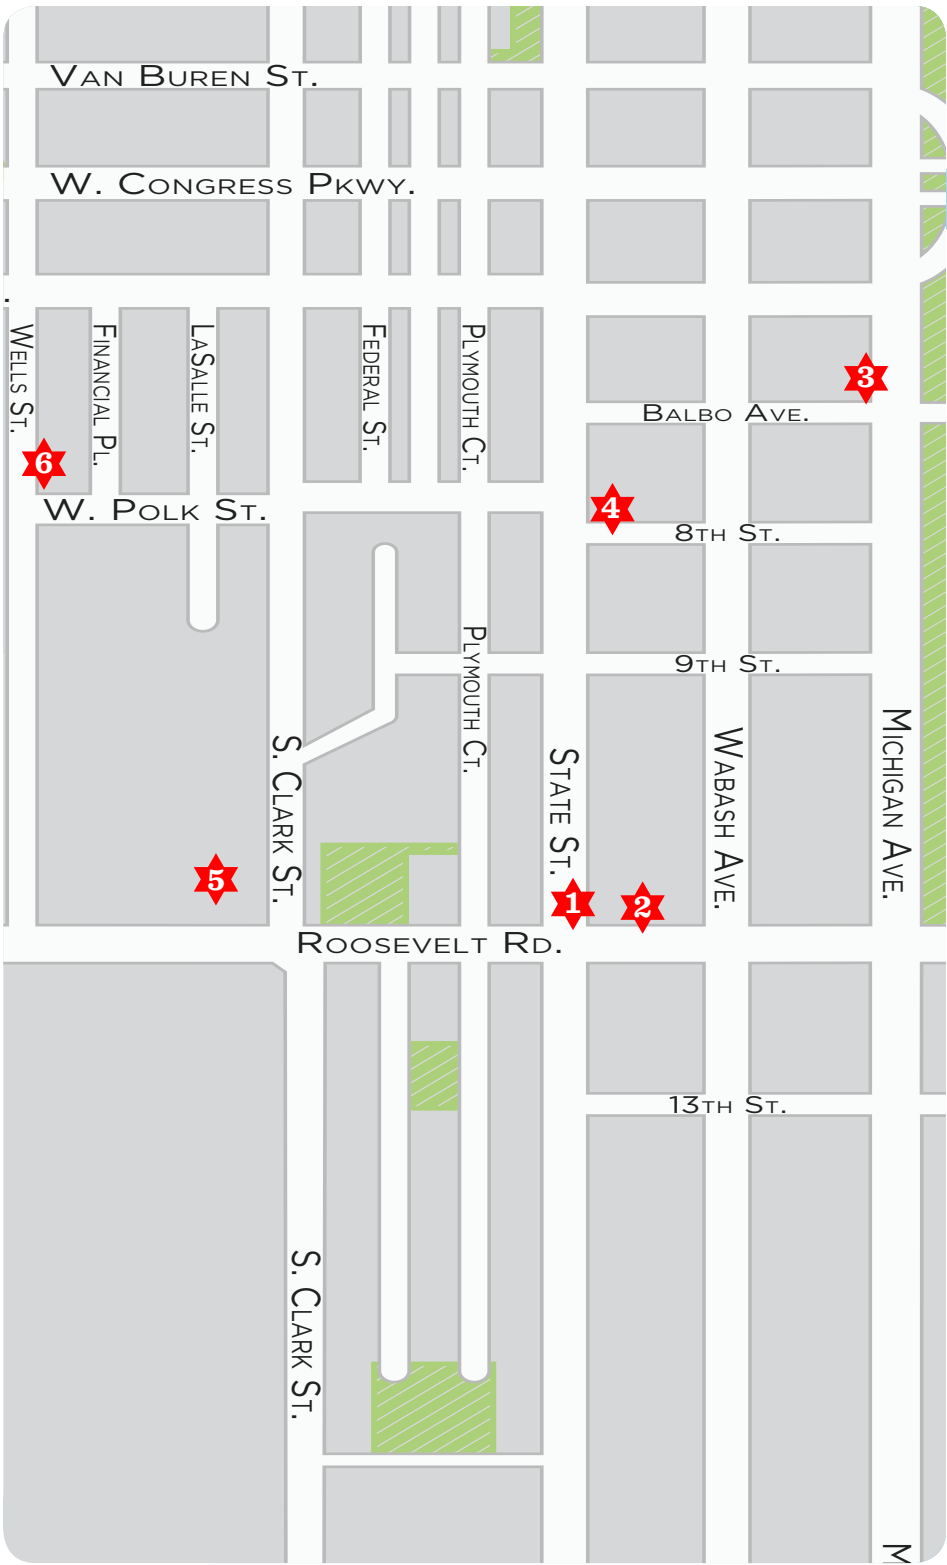 Van Buren St.
W. Congress Pkwy.
.
Wells St.
Financial Pl.
LaSalle St.
Federal St.
Plymouth Ct.
3
Balbo Ave.
6
W. Polk St.
4
8th St.
Plymouth Ct.
9th St.
S. Clark St.
State St.
Wabash Ave.
Michigan Ave.
5
1
2
Roosevelt Rd.
13th St.
S. Clark St.
M